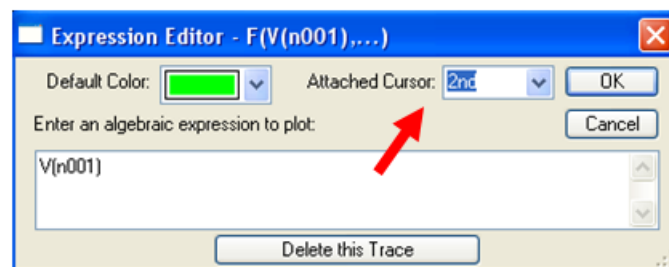 Expression Editor - F(V(n001),...)
Default Color: Attached Cursor: 2nd OK
Enter an algebraic expression to plot: Cancel
V(n001)
Delete this Trace